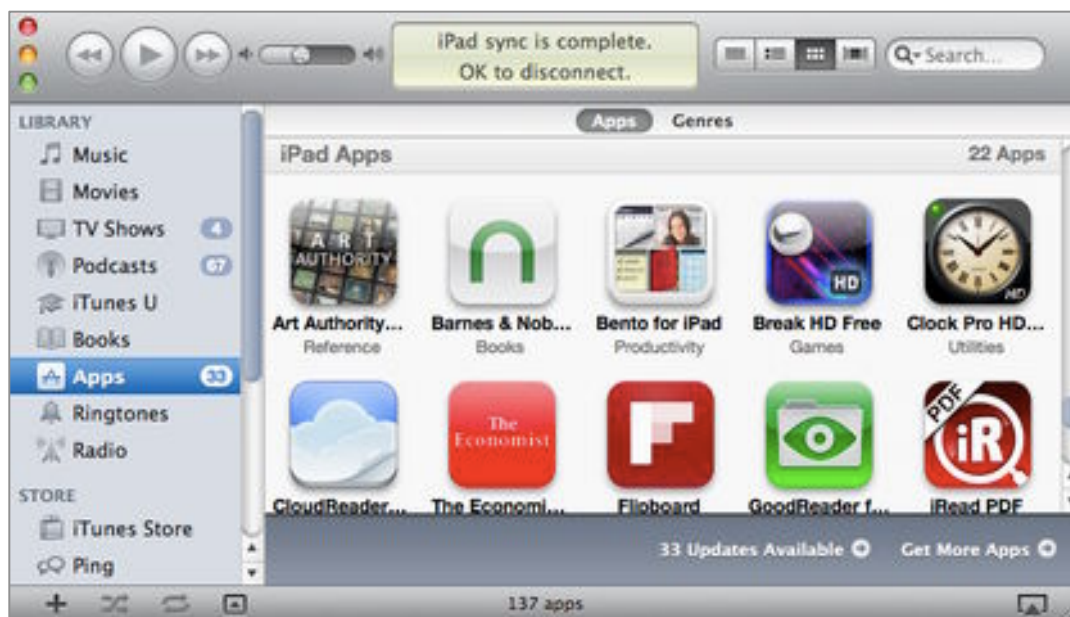 iPad sync is complete.
OK to disconnect.
Search...
LIBRARY
Music
Movies
TV Shows 4
Podcasts 67
iTunes U
Books
Apps 33
Ringtones
Radio
STORE
iTunes Store
Ping
Apps Genres
iPad Apps 22 Apps
ART AUTHORITY
n
HD
HD
Art Authority... Barnes & Nob... Bento for iPad Break HD Free Clock Pro HD...
Reference Books Productivity Games Utilities
The
Economist
F
PDF
iR
CloudReader... The Economi... Flipboard GoodReader f... iRead PDF
33 Updates Available Get More Apps
137 apps